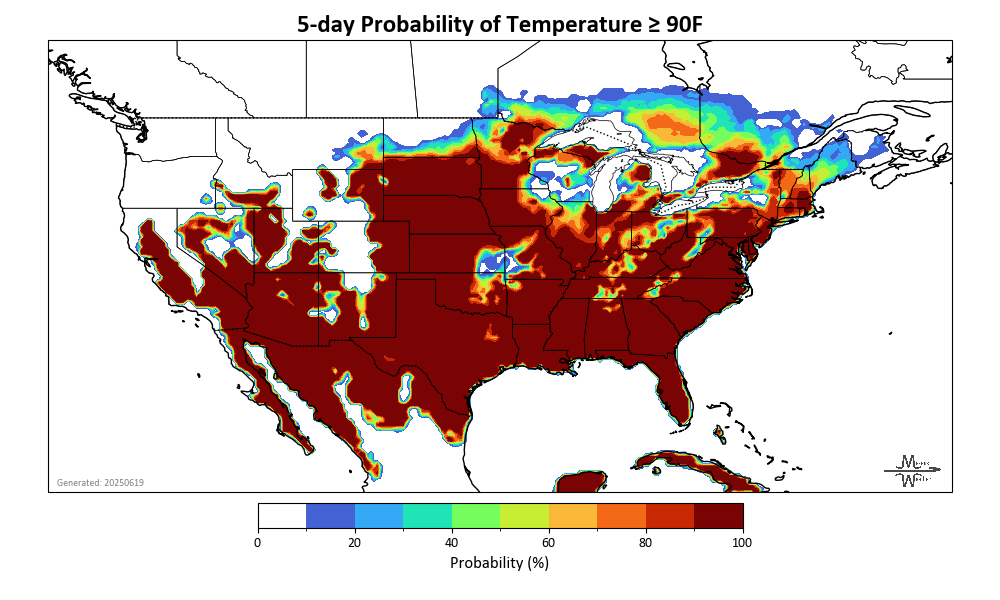 5-day Probability of Temperature ≥ 90F
Generated: 20250619
0 20 40 60 80 100
Probability (%)